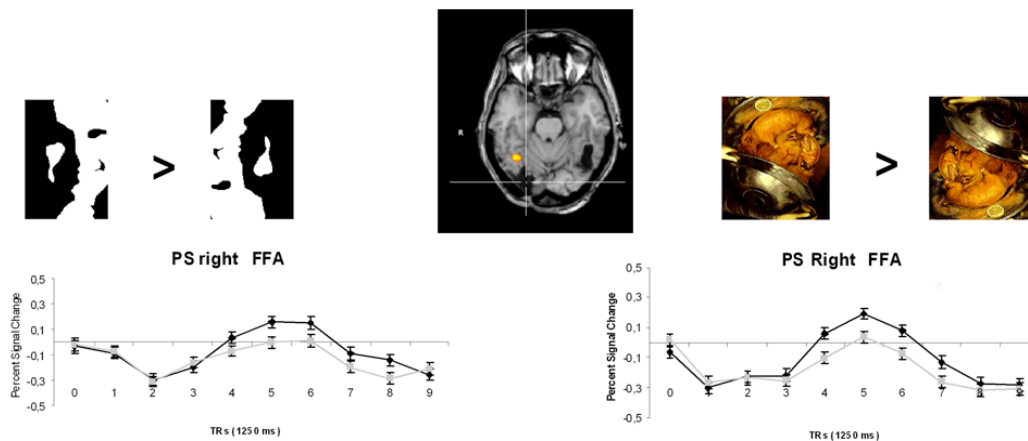 R
>
>
PS right FFA
Percent Signal Change
0,5
0,3
0,1
-0,1
-0,3
-0,5
0 1 2 3 4 5 6 7 8 9
TRs (1250 ms)
PS Right FFA
Percent Signal Change
0,5
0,3
0,1
-0,1
-0,3
-0,5
0 1 2 3 4 5 6 7 8 9
TRs (1250 ms)